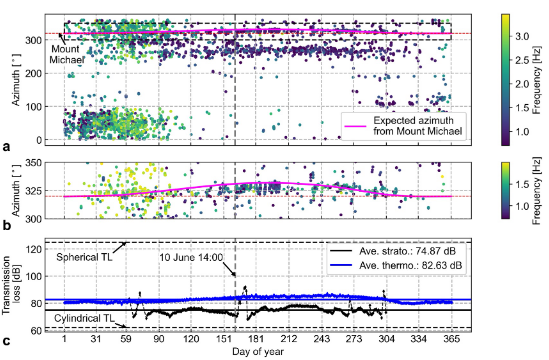 Azimuth [°]
300
200
100
0
Mount
Michael
Expected azimuth
from Mount Michael
3.0
2.5
2.0
1.5
1.0
Frequency [Hz]
a
Azimuth [°]
350
325
300
1.5
1.0
Frequency [Hz]
b
Transmission
loss [dB]
120
100
80
60
Spherical TL
10 June 14:00
Ave. strato.: 74.87 dB
Ave. thermo.: 82.63 dB
Cylindrical TL
1 31 59 90 120 151 181 212 243 273 304 334 365
Day of year
c